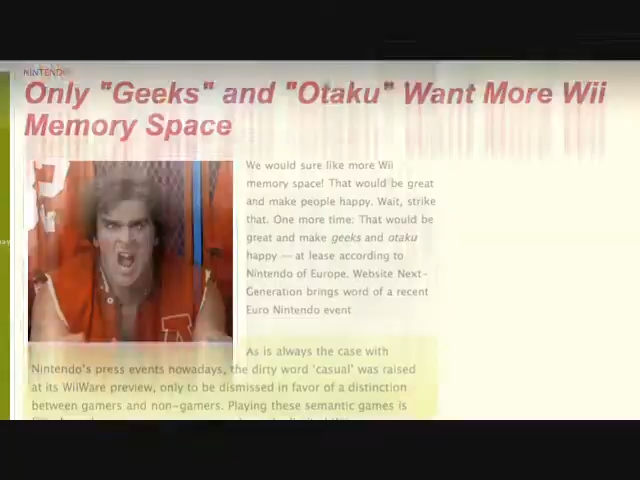 NINTENDO
Only "Geeks" and "Otaku" Want More Wii
Memory Space
We would sure like more Wii
memory space! That would be great
and make people happy. Wait, strike
that. One more time: That would be
great and make geeks and otaku
happy — at lease according to
Nintendo of Europe. Website Next-
Generation brings word of a recent
Euro Nintendo event
As is always the case with
Nintendo's press events nowadays, the dirty word 'casual' was raised
at its WiiWare preview, only to be dismissed in favor of a distinction
between gamers and non-gamers. Playing these semantic games is